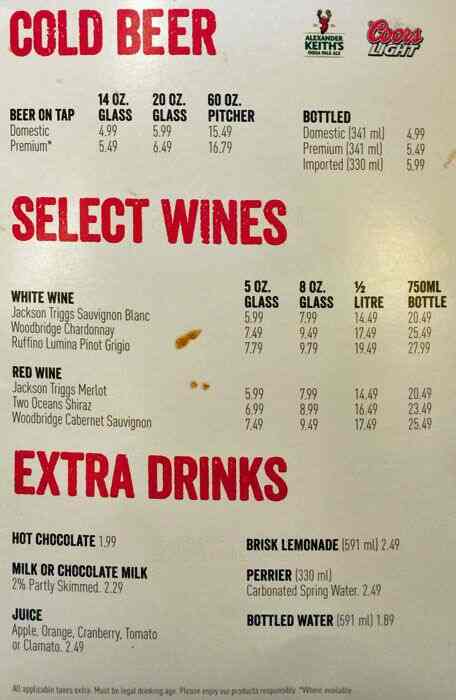 COLD BEER
ALEXANDER
KEITH'S
INDIA PALE ALE
Coors
LIGHT
BEER ON TAP 14 OZ. GLASS 20 OZ. GLASS 60 OZ. PITCHER
Domestic 4.99 5.99 15.49
Premium* 5.49 6.49 16.79
BOTTLED
Domestic (341 ml) 4.99
Premium (341 ml) 5.49
Imported (330 ml) 5.99
SELECT WINES
WHITE WINE 5 OZ. GLASS 8 OZ. GLASS ½ LITRE 750ML BOTTLE
Jackson Triggs Sauvignon Blanc 5.99 7.99 14.49 20.49
Woodbridge Chardonnay 7.49 9.49 17.49 25.49
Ruffino Lumina Pinot Grigio 7.79 9.79 19.49 27.99
RED WINE
Jackson Triggs Merlot 5.99 7.99 14.49 20.49
Two Oceans Shiraz 6.99 8.99 16.49 23.49
Woodbridge Cabernet Sauvignon 7.49 9.49 17.49 25.49
EXTRA DRINKS
HOT CHOCOLATE 1.99
MILK OR CHOCOLATE MILK
2% Partly Skimmed. 2.29
JUICE
Apple, Orange, Cranberry, Tomato
or Clamato. 2.49
BRISK LEMONADE (591 ml) 2.49
PERRIER (330 ml)
Carbonated Spring Water. 2.49
BOTTLED WATER (591 ml) 1.89
All applicable taxes extra. Must be legal drinking age. Please enjoy our products responsibly. *Where available